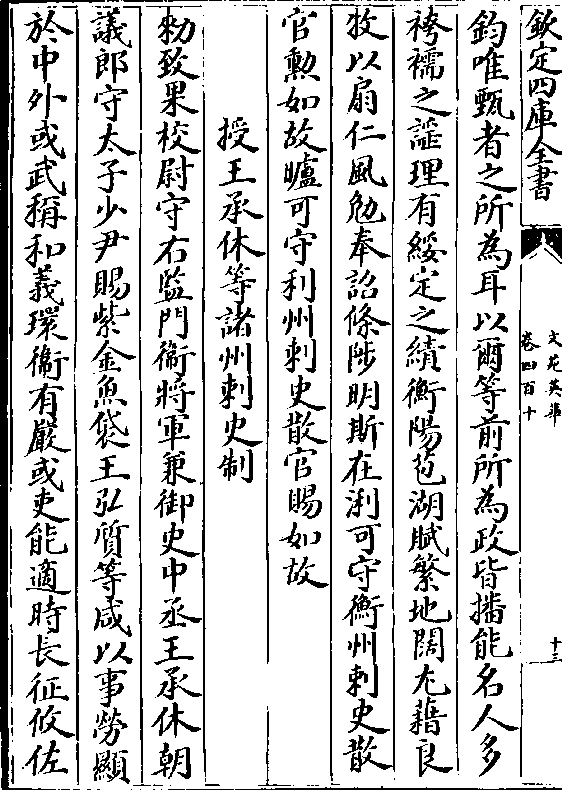 欽定四庫全書
文苑英華
卷四百十
十三
鈞唯甄者之所為耳以爾等前所為政皆播能名人多
袴襦之謡理有綏定之績衡陽苞湖賦繁地闊尤藉良
牧以扇仁風勉奉詔條陟明斯在浰可守衡州刺史散
官勲如故曥可守利州刺史散官賜如故
授王承休等諸州刺史制
勑致果校尉守右監門衞將軍兼御史中丞王承休朝
議郎守太子少尹賜紫金魚袋王弘質等咸以事勞顯
於中外或武稱和義環衞有嚴或吏能適時長征攸佐